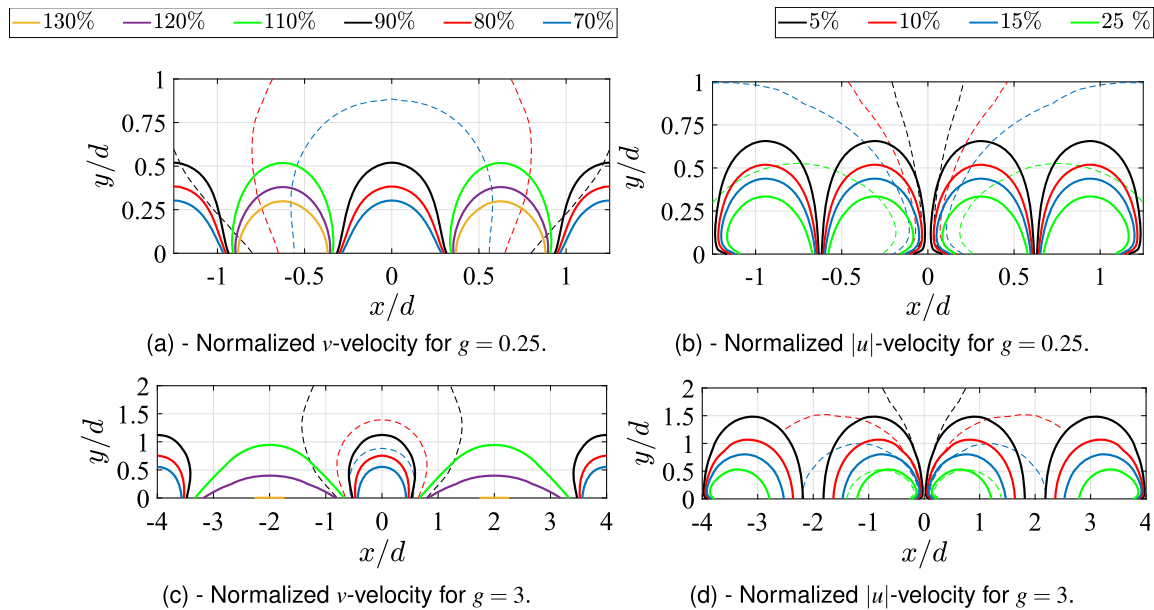 130% 120% 110% 90% 80% 70%
5% 10% 15% 25 %
1
0.75
0.5
0.25
0
y/d
-1 -0.5 0 0.5 1
x/d
(a) - Normalized v-velocity for g = 0.25.
1
0.75
0.5
0.25
0
y/d
-1 -0.5 0 0.5 1
x/d
(b) - Normalized |u|-velocity for g = 0.25.
2
1.5
1
0.5
0
y/d
-4 -3 -2 -1 0 1 2 3 4
x/d
(c) - Normalized v-velocity for g = 3.
2
1.5
1
0.5
0
y/d
-4 -3 -2 -1 0 1 2 3 4
x/d
(d) - Normalized |u|-velocity for g = 3.